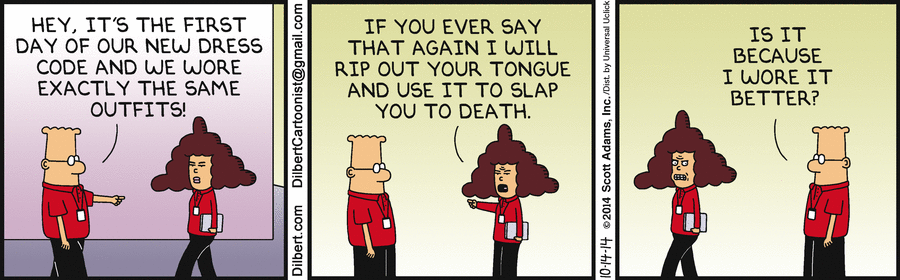 HEY, IT'S THE FIRST
DAY OF OUR NEW DRESS
CODE AND WE WORE
EXACTLY THE SAME
OUTFITS!
Dilbert.com DilbertCartoonist@gmail.com
IF YOU EVER SAY
THAT AGAIN I WILL
RIP OUT YOUR TONGUE
AND USE IT TO SLAP
YOU TO DEATH.
10-14-14 ©2014 Scott Adams, Inc. /Dist. by Universal Uclick
IS IT
BECAUSE
I WORE IT
BETTER?